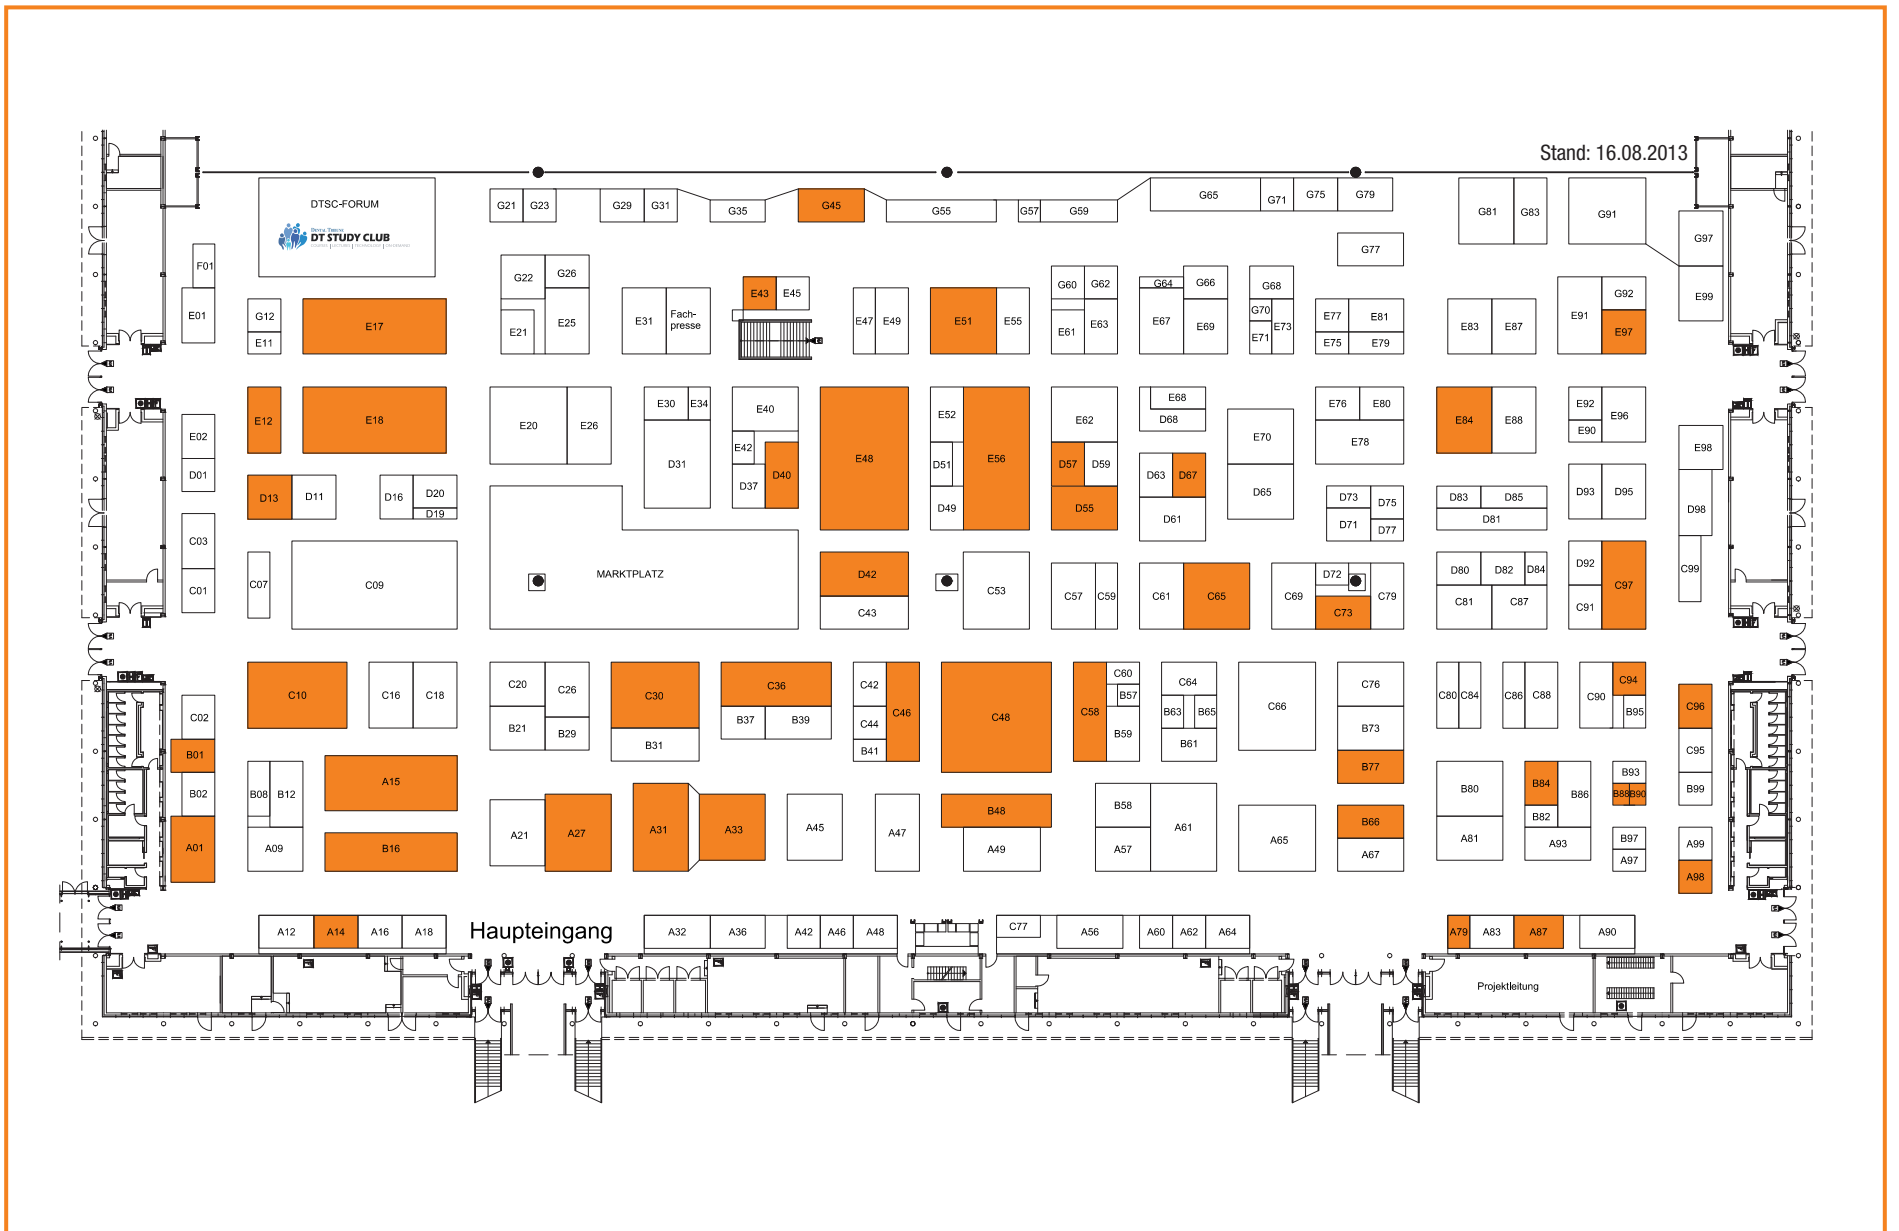 Stand: 16.08.2013
DTSC-FORUM
DENTAL TRIBUNE
DT STUDY CLUB
G21 G23 G29 G31 G35 G45 G55 G57 G59 G65 G71 G75 G79 G81 G83 G91 G97
G77
F01 G22 G26 E43 E45 G60 G62 G64 G66 G68 G92 E99
E01 G12 E11 E17 E21 E25 E31 Fach-
presse
E47 E49 E51 E55 E61 E63 E67 E69 G70 E71 E73 E77 E81 E75 E79 E83 E87 E91 E97
E02 E12 E18 E20 E26 E30 E34 E40 E48 E52 E56 E62 E68 D68 E70 E76 E80 E78 E84 E88 E92 E90 E96 E98
D01 D13 D11 D16 D20 D19 D31 E42 D37 D40 D51 D49 D57 D59 D55 D63 D67 D61 D65 D73 D71 D75 D77 D83 D85 D81 D93 D95 D98
C03 C01 C07 C09
MARKTPLATZ
D42 C43 C53 C57 C59 C61 C65 C69 D72 C73 C79 D80 D82 D84 C81 C87 D92 C91 C97 C99
C02 C10 C16 C18 C20 C26 C30 C36 C42 C46 C48 C58 C60 B57 C64 C66 C76 C80 C84 C86 C88 C90 C94 B95 C96
B21 B29 B31 B37 B39 C44 B41 B59 B63 B65 B61 B73 C95
B01 B02 B08 B12 A15 B77 B80 B84 B86 B82 B93 B88 B90 B99
A01 A09 B16 A21 A27 A31 A33 A45 A47 B48 A49 B58 A57 A61 A65 B66 A67 A81 A93 B97 A97 A99 A98
A12 A14 A16 A18
Haupteingang
A32 A36 A42 A46 A48 C77 A56 A60 A62 A64 A79 A83 A87 A90
Projektleitung